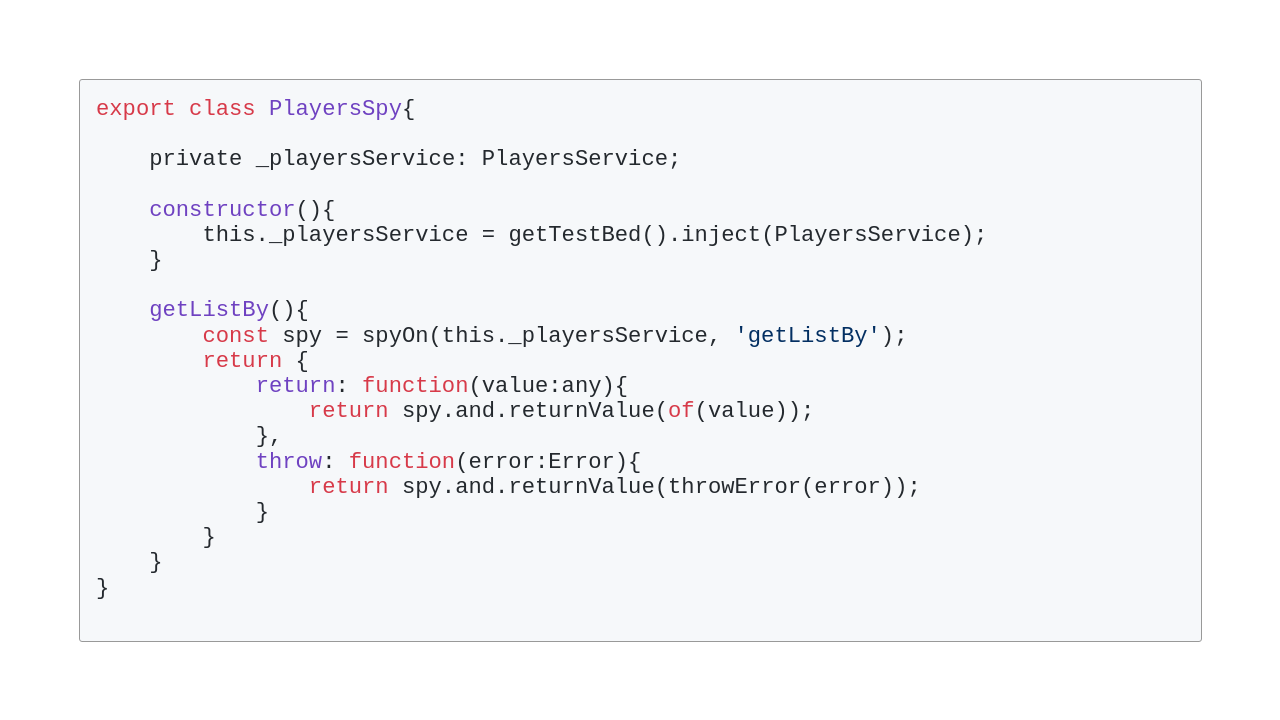 export class PlayersSpy{
    private _playersService: PlayersService;
    constructor(){
        this._playersService = getTestBed().inject(PlayersService);
    }
    getListBy(){
        const spy = spyOn(this._playersService, 'getListBy');
        return {
            return: function(value:any){
                return spy.and.returnValue(of(value));
            },
            throw: function(error:Error){
                return spy.and.returnValue(throwError(error));
            }
        }
    }
}